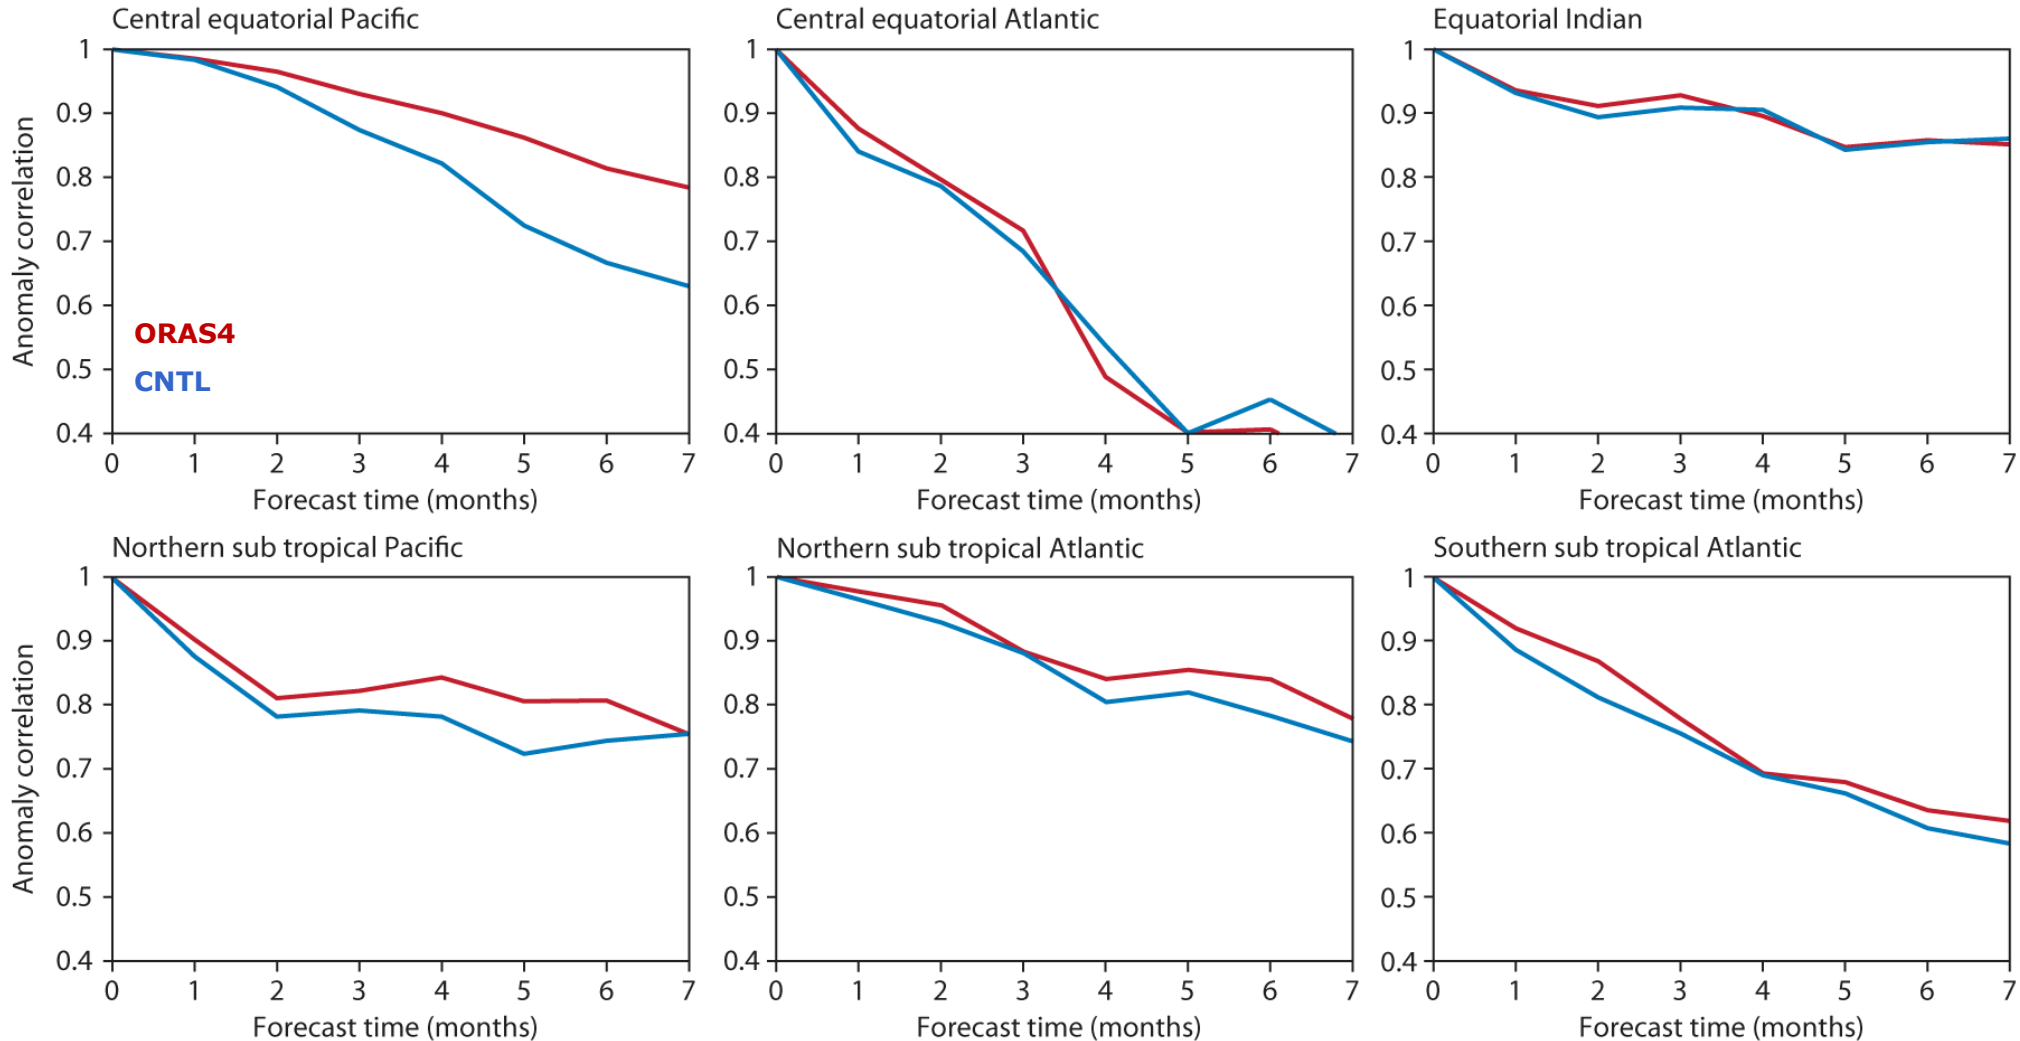 Central equatorial Pacific
Central equatorial Atlantic
Equatorial Indian
Anomaly correlation
1
0.9
0.8
0.7
0.6
0.5
0.4
ORAS4
CNTL
0 1 2 3 4 5 6 7
Forecast time (months)
1
0.9
0.8
0.7
0.6
0.5
0.4
0 1 2 3 4 5 6 7
Forecast time (months)
1
0.9
0.8
0.7
0.6
0.5
0.4
0 1 2 3 4 5 6 7
Forecast time (months)
Northern sub tropical Pacific
Northern sub tropical Atlantic
Southern sub tropical Atlantic
Anomaly correlation
1
0.9
0.8
0.7
0.6
0.5
0.4
0 1 2 3 4 5 6 7
Forecast time (months)
1
0.9
0.8
0.7
0.6
0.5
0.4
0 1 2 3 4 5 6 7
Forecast time (months)
1
0.9
0.8
0.7
0.6
0.5
0.4
0 1 2 3 4 5 6 7
Forecast time (months)